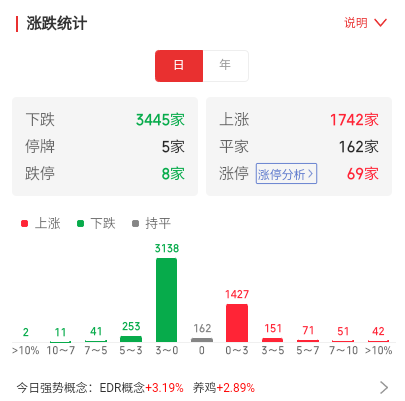 涨跌统计 说明
日 年
下跌 3445家
停牌 5家
跌停 8家
上涨 1742家
平家 162家
涨停 涨停分析 69家
上涨 下跌 持平
2 11 41 253 3138 162 1427 151 71 51 42
>10% 10~7 7~5 5~3 3~0 0 0~3 3~5 5~7 7~10 >10%
今日强势概念：EDR概念+3.19% 养鸡+2.89%